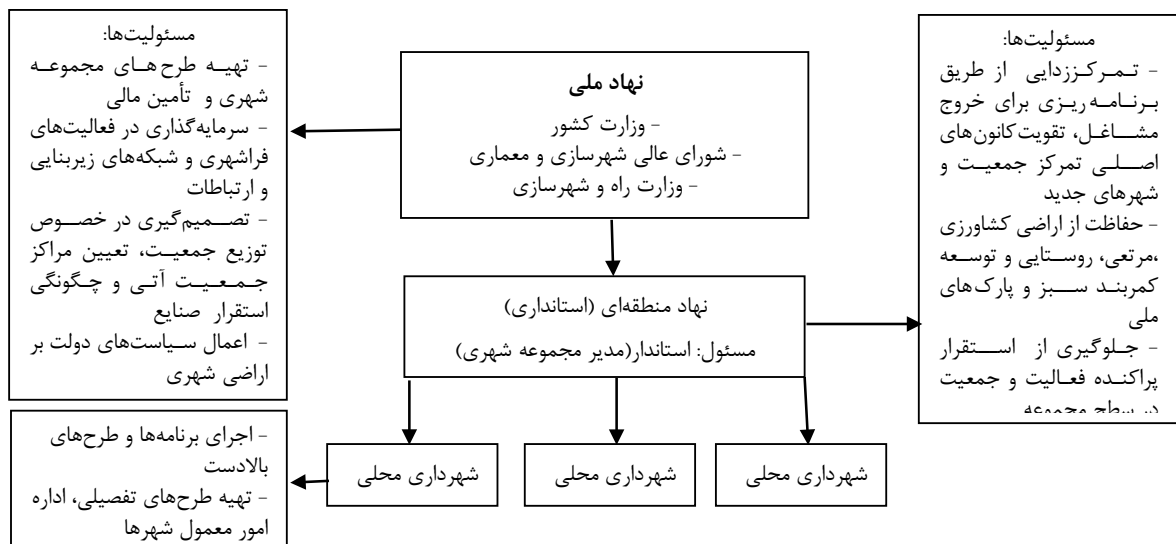 مسئولیت‌ها:
- تهیه طرح‌های مجموعه
شهری و تأمین مالی
- سرمایه‌گذاری در فعالیت‌های
فراشهری و شبکه‌های زیربنایی
و ارتباطات
- تصمیم‌گیری در خصوص
توزیع جمعیت، تعیین مراکز
جمعیت آتی و چگونگی
استقرار صنایع
- اعمال سیاست‌های دولت بر
اراضی شهری
نهاد ملی
- وزارت کشور
- شورای عالی شهرسازی و معماری
- وزارت راه و شهرسازی
مسئولیت‌ها:
- تمرکززدایی از طریق
برنامه‌ریزی برای خروج
مشاغل، تقویت کانون‌های
اصلی تمرکز جمعیت و
شهرهای جدید
- حفاظت از اراضی کشاورزی
،مرتعی، روستایی و توسعه
کمربند سبز و پارک‌های
ملی
- جلوگیری از استقرار
پراکنده فعالیت و جمعیت
در سطح مجموعه
نهاد منطقه‌ای (استانداری)
مسئول: استاندار(مدیر مجموعه شهری)
شهرداری محلی
شهرداری محلی
شهرداری محلی
- اجرای برنامه‌ها و طرح‌های
بالادست
- تهیه طرح‌های تفصیلی، اداره
امور معمول شهرها